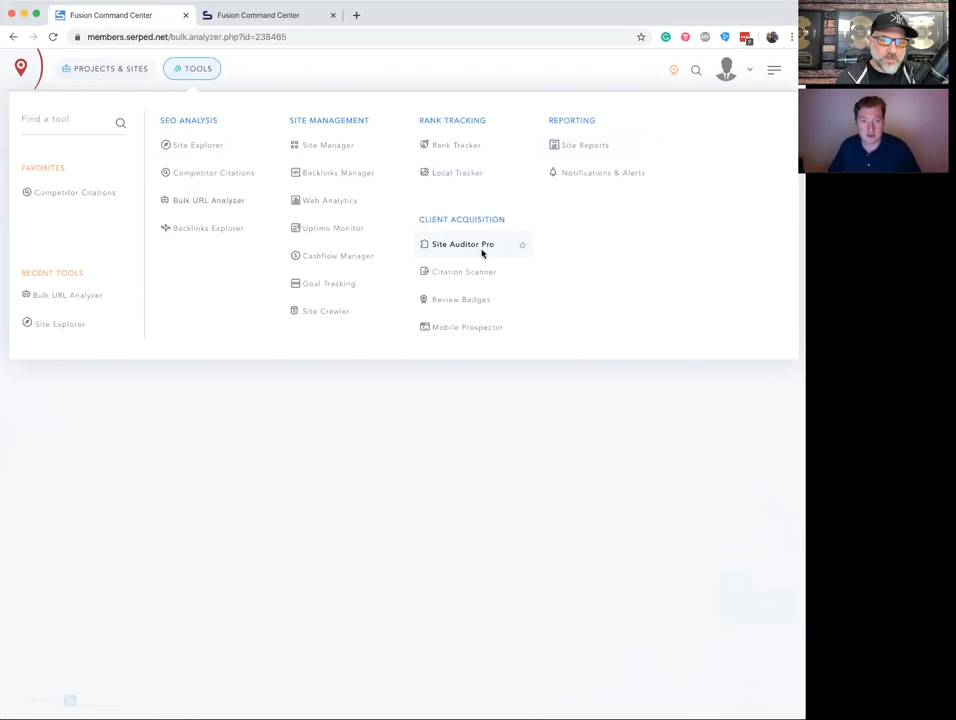 Fusion Command Center
Fusion Command Center
members.serped.net/bulk.analyzer.php?id=238465
PROJECTS & SITES
TOOLS
Find a tool
FAVORITES
Competitor Citations
RECENT TOOLS
Bulk URL Analyzer
Site Explorer
SEO ANALYSIS
Site Explorer
Competitor Citations
Bulk URL Analyzer
Backlinks Explorer
SITE MANAGEMENT
Site Manager
Backlinks Manager
Web Analytics
Uptime Monitor
Cashflow Manager
Goal Tracking
Site Crawler
RANK TRACKING
Rank Tracker
Local Tracker
CLIENT ACQUISITION
Site Auditor Pro
Citation Scanner
Review Badges
Mobile Prospector
REPORTING
Site Reports
Notifications & Alerts